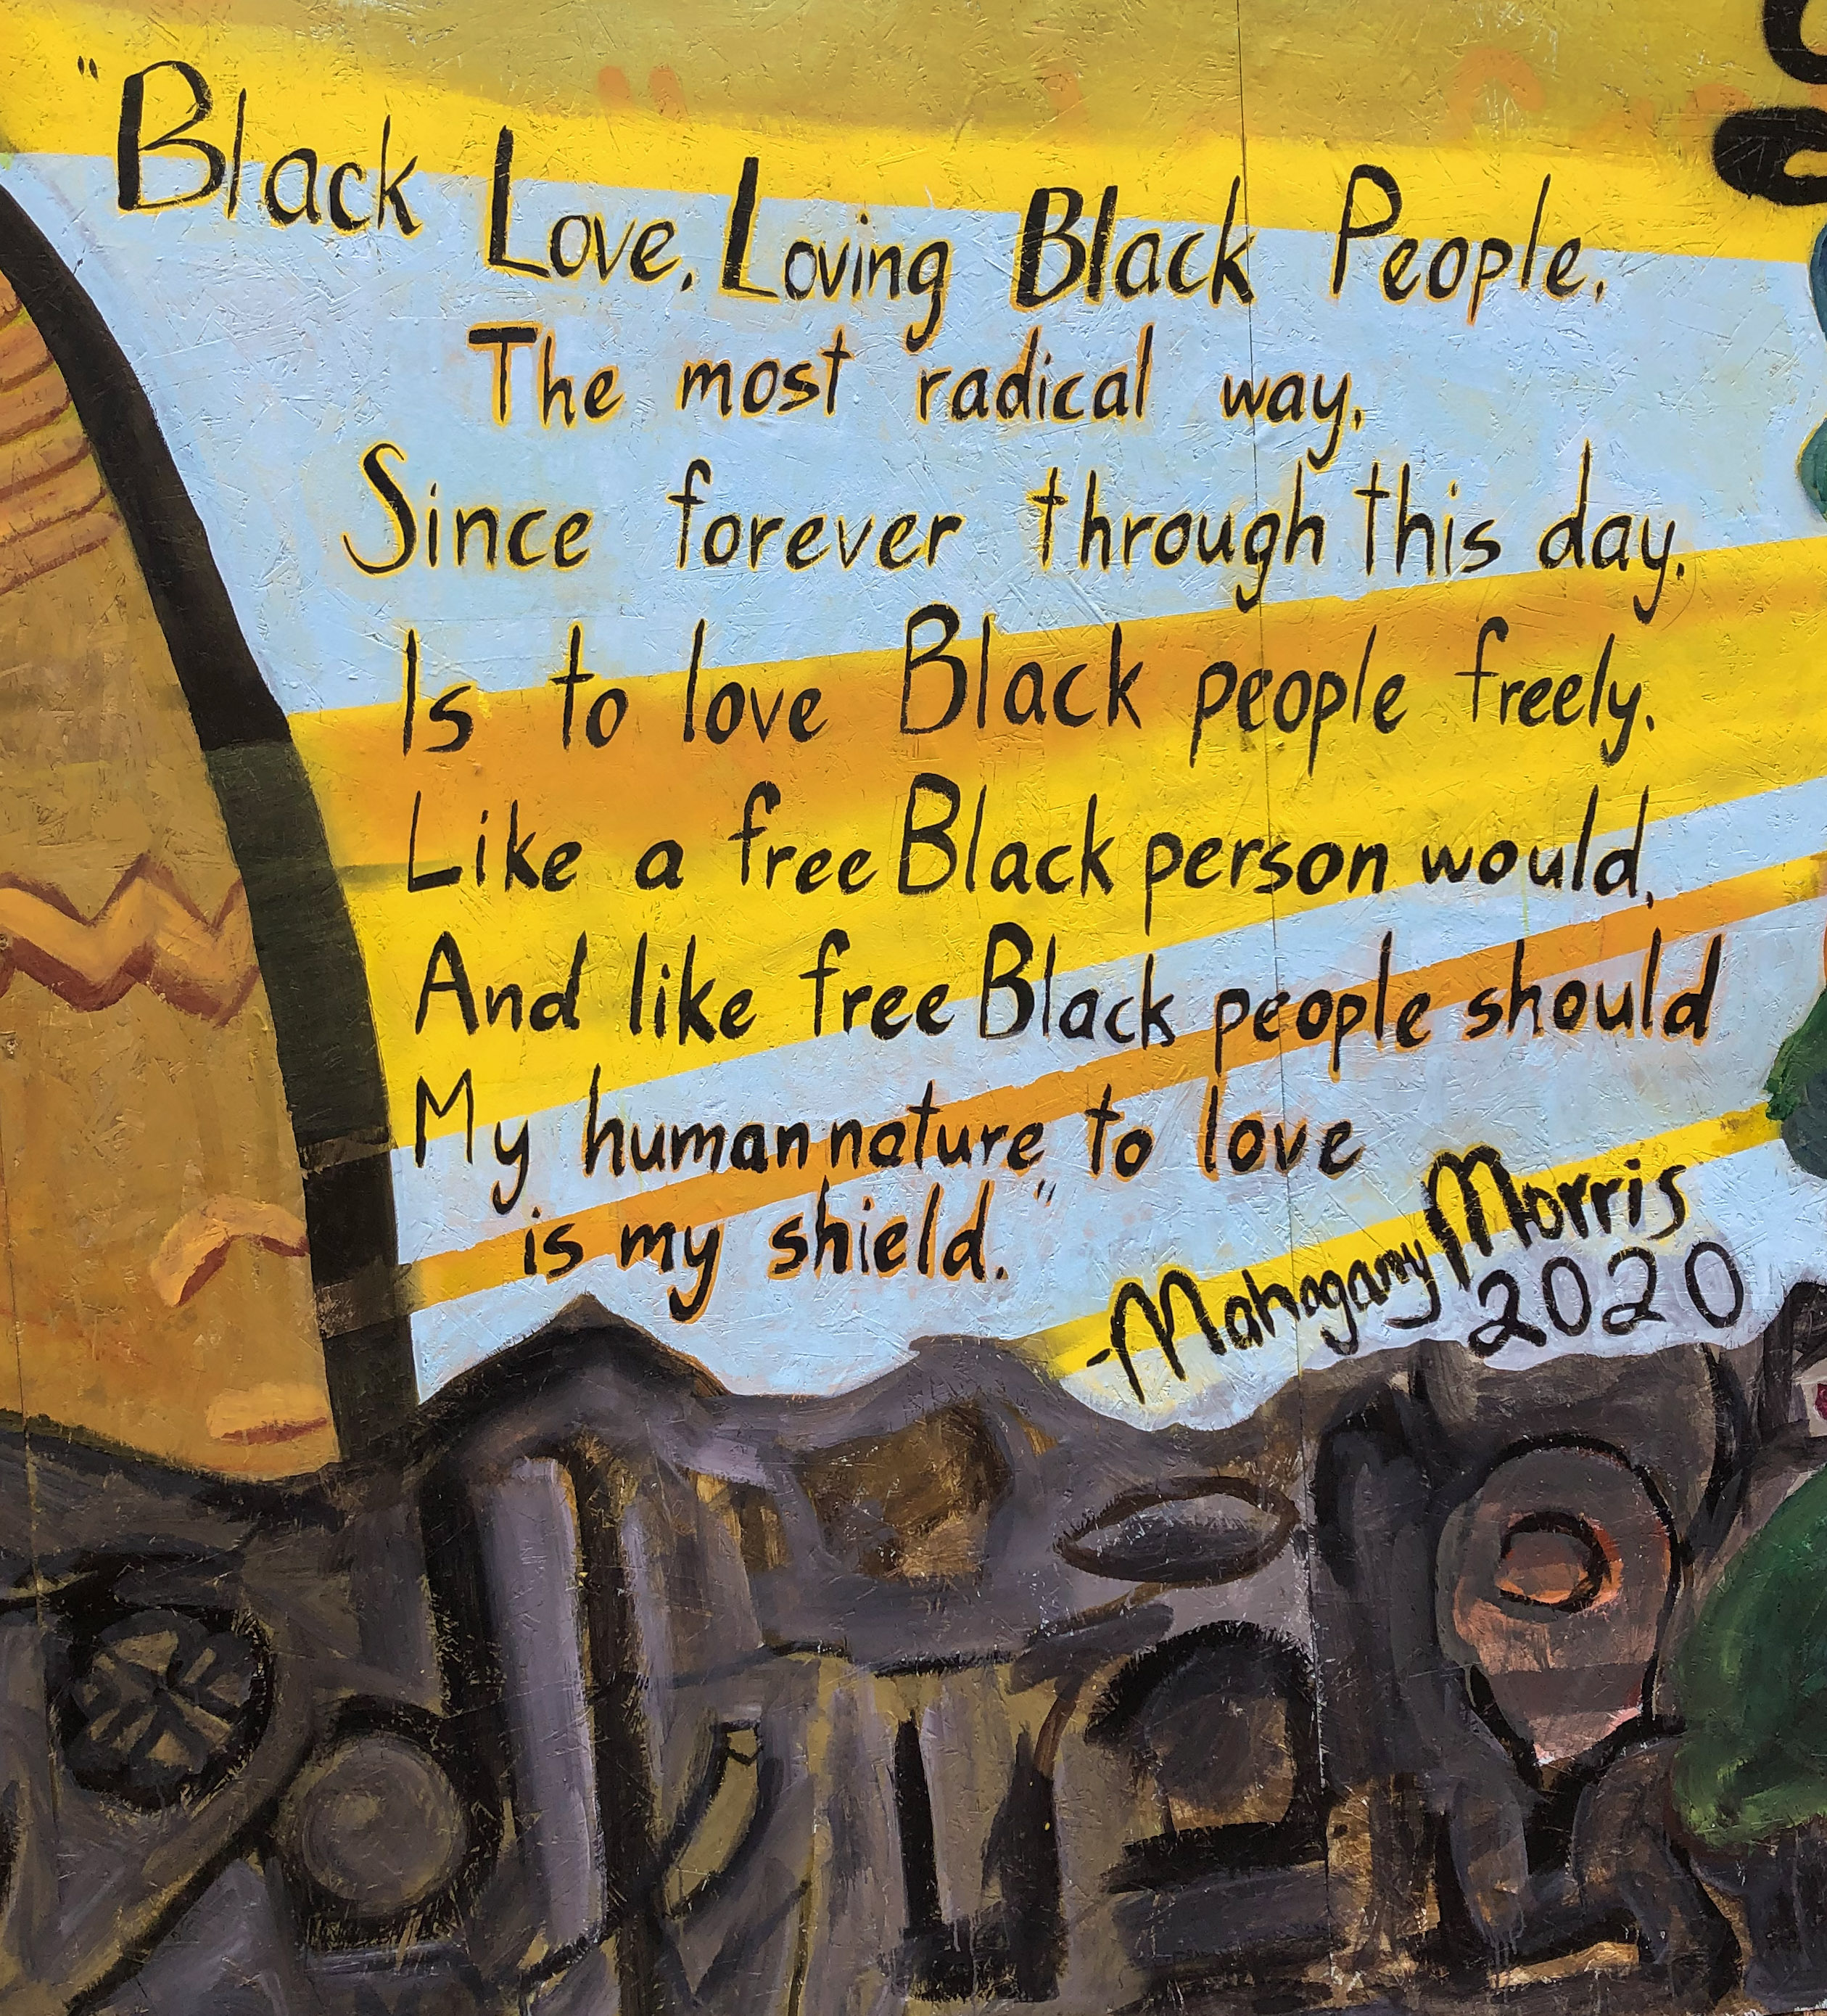 "Black Love. Loving Black People.
The most radical way.
Since forever through this day.
Is to love Black people freely.
Like a free Black person would.
And like free Black people should
My human nature to love
is my shield."
-Mahogany Morris
2020